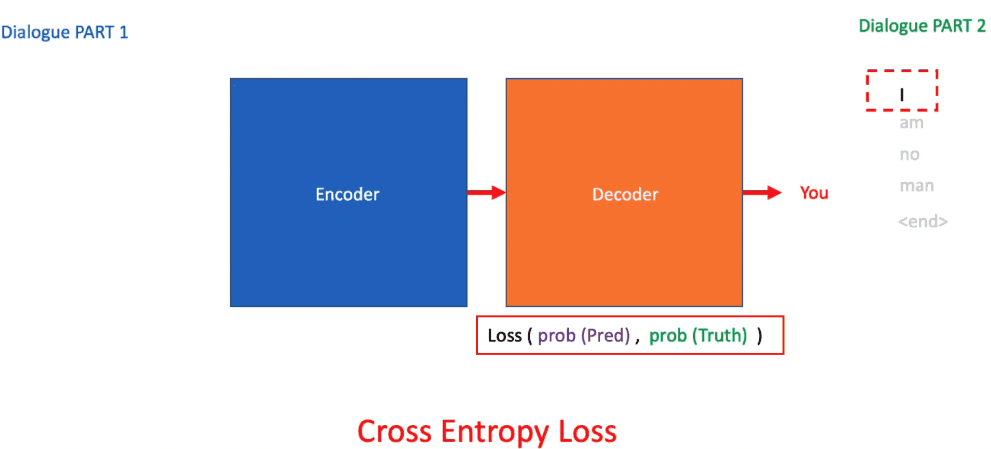 Dialogue PART 1
Dialogue PART 2
I
am
no
man
<end>
Encoder
Decoder
You
Loss ( prob (Pred) , prob (Truth) )
Cross Entropy Loss